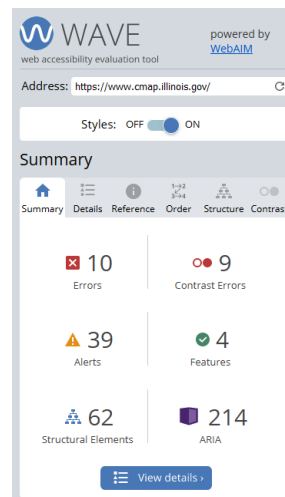 WAVE
web accessibility evaluation tool
powered by
WebAIM
Address: https://www.cmap.illinois.gov/
Styles: OFF ON
Summary
Summary Details Reference Order Structure Contras
10
Errors
9
Contrast Errors
39
Alerts
4
Features
62
Structural Elements
214
ARIA
View details ›